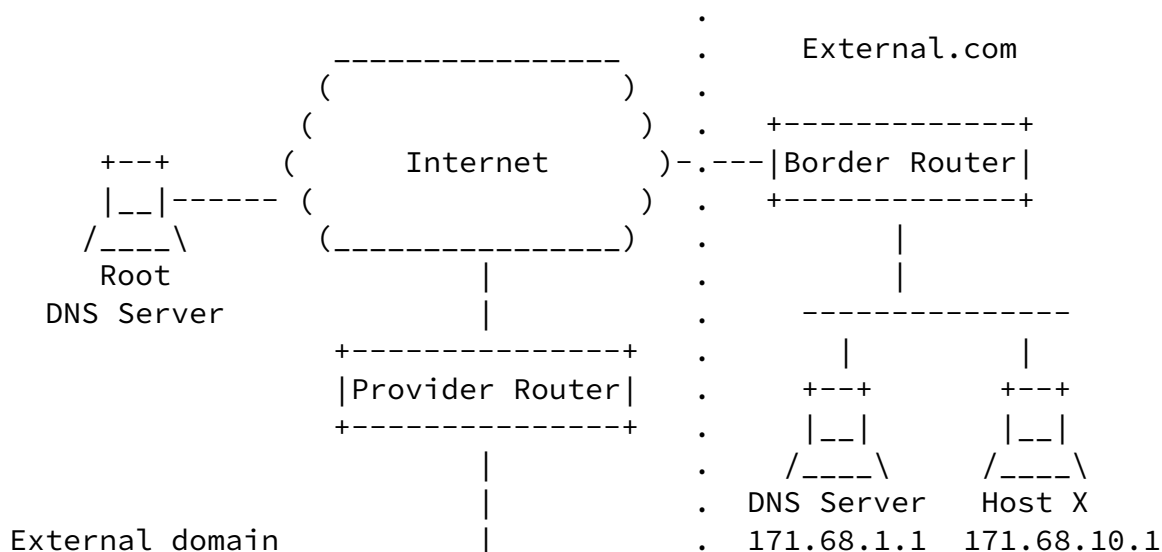 External.com
Internet
Border Router
Root
DNS Server
Provider Router
DNS Server Host X
External domain 171.68.1.1 171.68.10.1